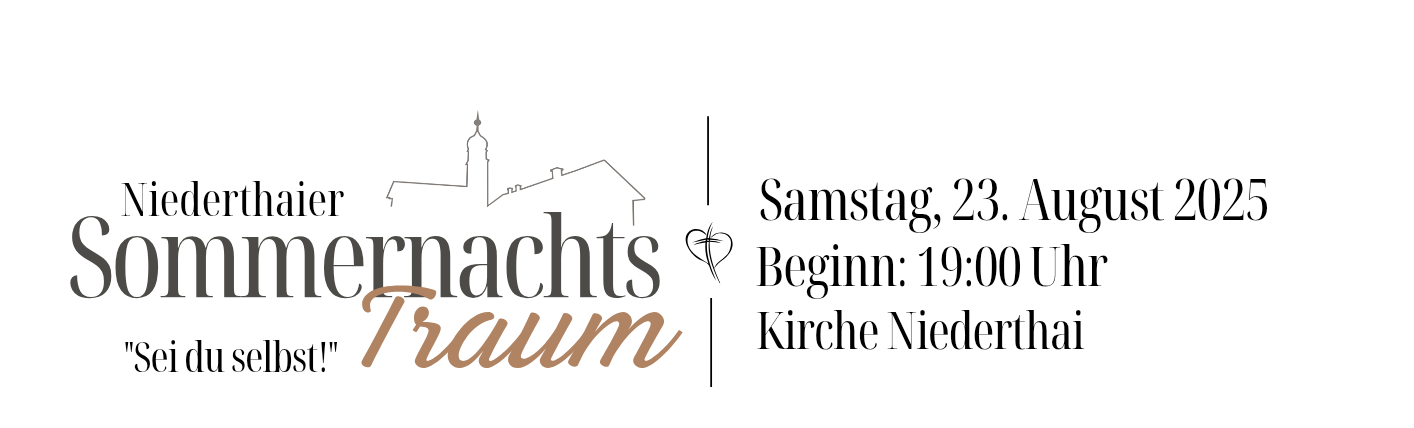 Niederthaier
Sommernachts
Traum
"Sei du selbst!"
Samstag, 23. August 2025
Beginn: 19:00 Uhr
Kirche Niederthai